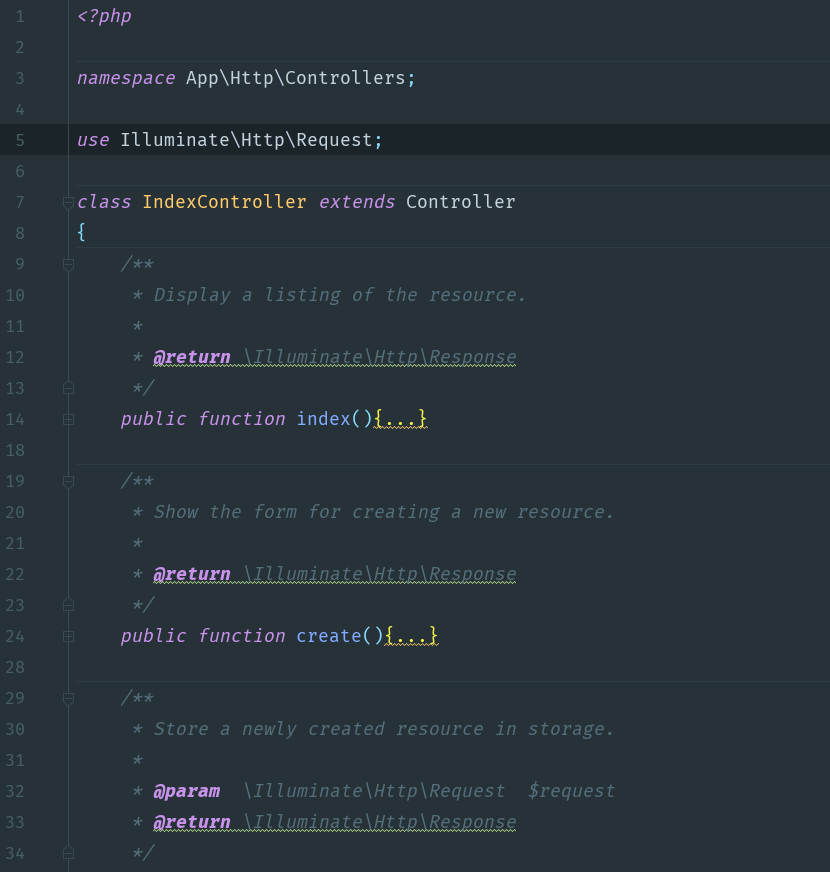 1 <?php
2
3 namespace App\Http\Controllers;
4
5 use Illuminate\Http\Request;
6
7 class IndexController extends Controller
8 {
9 /**
10 * Display a listing of the resource.
11 *
12 * @return \Illuminate\Http\Response
13 */
14 public function index(){...}
18
19 /**
20 * Show the form for creating a new resource.
21 *
22 * @return \Illuminate\Http\Response
23 */
24 public function create(){...}
28
29 /**
30 * Store a newly created resource in storage.
31 *
32 * @param  \Illuminate\Http\Request  $request
33 * @return \Illuminate\Http\Response
34 */